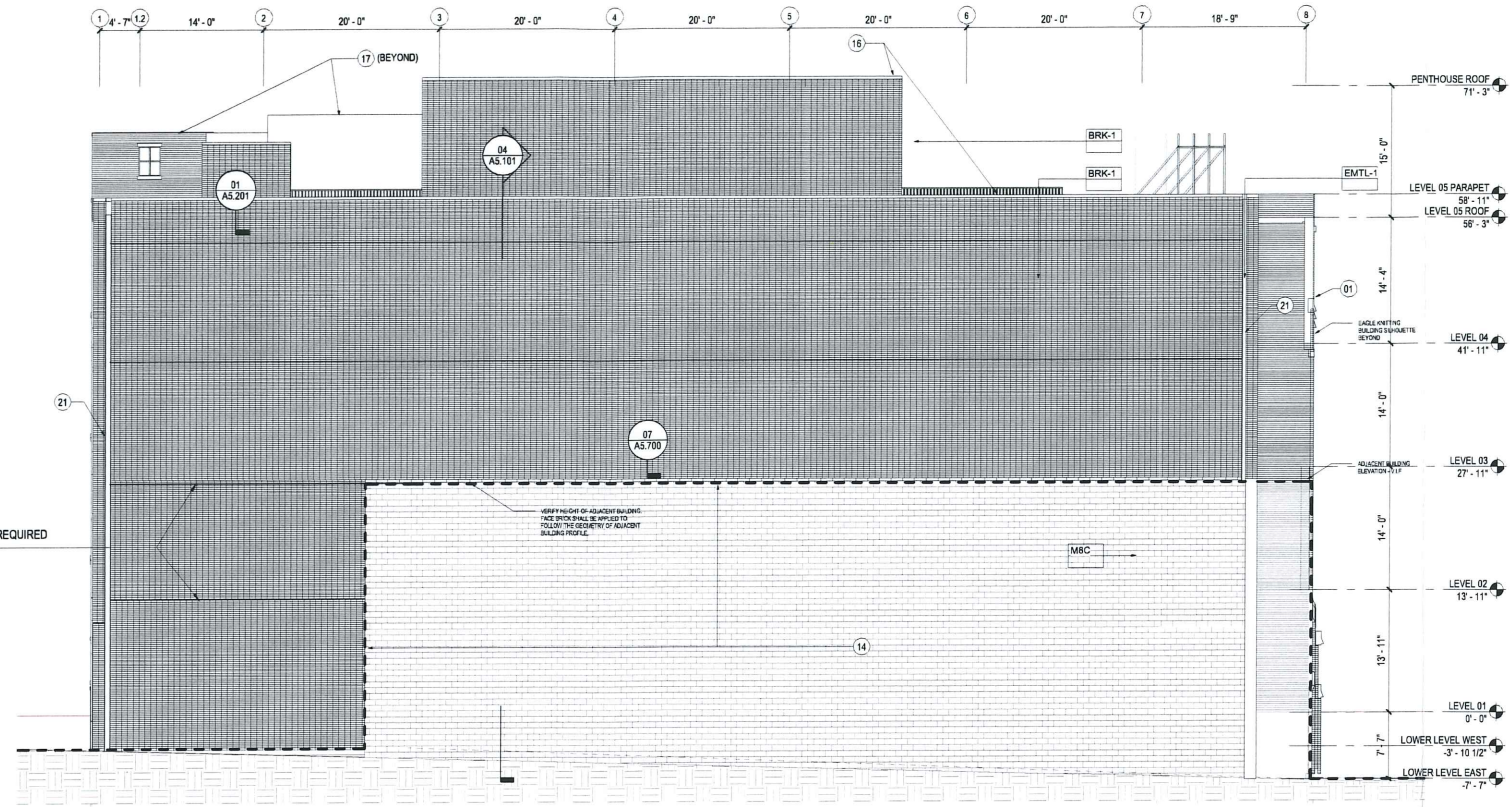 1
4' - 7"
1.2
14' - 0"
2
20' - 0"
3
20' - 0"
4
20' - 0"
5
20' - 0"
6
20' - 0"
7
18' - 9"
8
17 (BEYOND)
16
PENTHOUSE ROOF
71' - 3"
BRK-1
04
A5.101
15' - 0"
BRK-1
EMTL-1
01
A5.201
LEVEL 05 PARAPET
58' - 11"
LEVEL 05 ROOF
56' - 3"
14' - 4"
01
21
EAGLE KNITTING
BUILDING SILHOUETTE
BEYOND
LEVEL 04
41' - 11"
21
14' - 0"
07
A5.700
ADJACENT BUILDING
ELEVATION - V.I.F
LEVEL 03
27' - 11"
VERIFY HEIGHT OF ADJACENT BUILDING.
FACE BRICK SHALL BE APPLIED TO
FOLLOW THE GEOMETRY OF ADJACENT
BUILDING PROFILE.
14' - 0"
REQUIRED
M8C
LEVEL 02
13' - 11"
14
13' - 11"
LEVEL 01
0' - 0"
7' - 7"
LOWER LEVEL WEST
-3' - 10 1/2"
LOWER LEVEL EAST
-7' - 7"